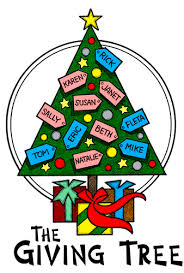 RICK
KAREN
JANET
SUSAN
SALLY
FLETA
ERIC
BETH
TOM
MIKE
NATALIE
THE
GIVING TREE